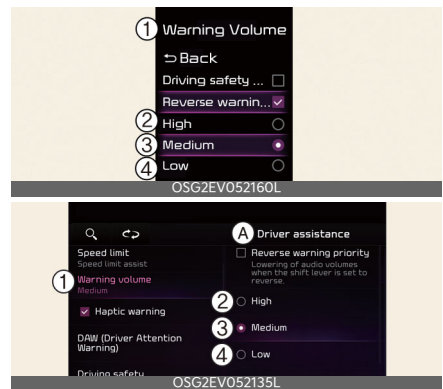 ① Warning Volume
⮌ Back
Driving safety ...
Reverse warnin...
② High
③ Medium
④ Low
OSG2EV052160L
Ⓐ Driver assistance
Speed limit
Speed limit assist
① Warning volume
Medium
Haptic warning
DAW (Driver Attention
Warning)
Driving safety
Reverse warning priority
Lowering of audio volumes
when the shift lever is set to
reverse.
② High
③ Medium
④ Low
OSG2EV052135L